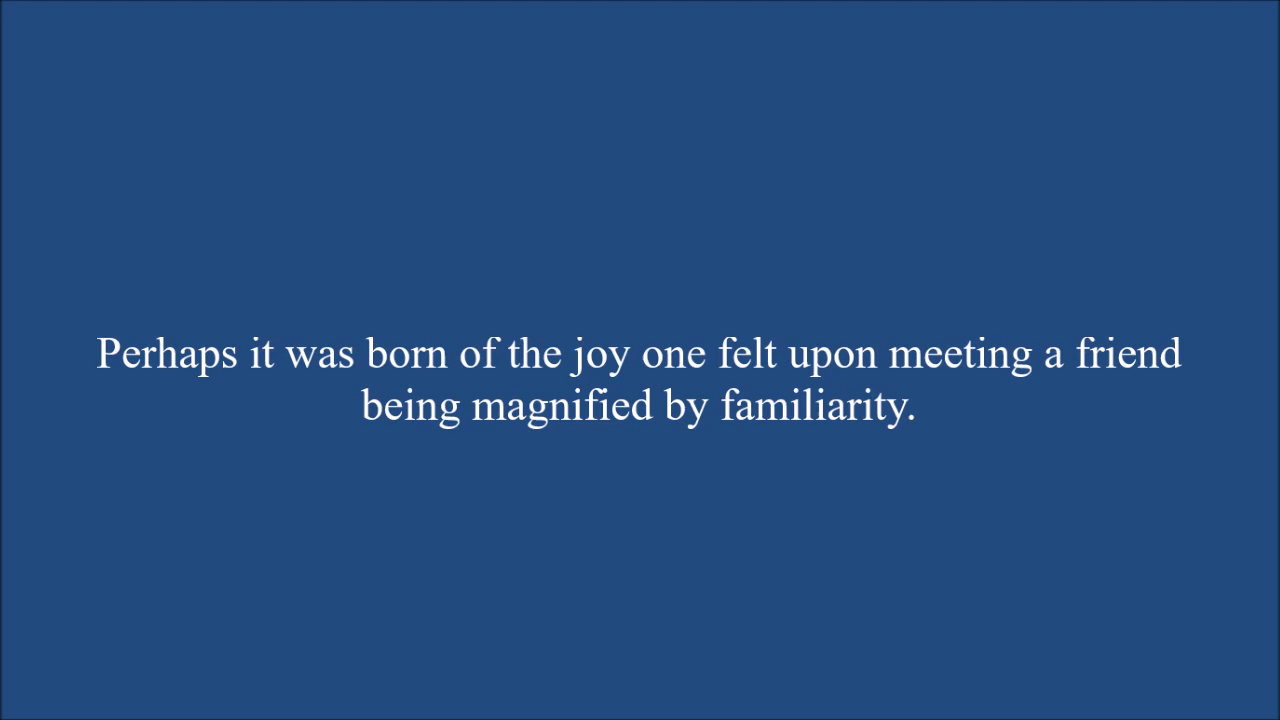 Perhaps it was born of the joy one felt upon meeting a friend
being magnified by familiarity.